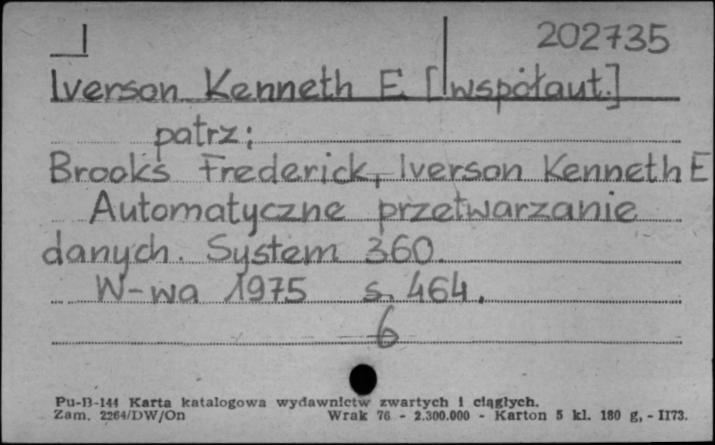 I 202735
Iverson Kenneth E [współaut.]
patrz:
Brooks Frederick, Iverson Kenneth E
Automatyczne przetwarzanie
danych. System 360.
W-wa 1975 s. 464.
6
Pu-B-144 Karta katalogowa wydawnictw zwartych i ciągłych.
Zam. 2264/DW/On Wrak 76 - 2.300.000 - Karton 5 kl. 180 g, - II73.